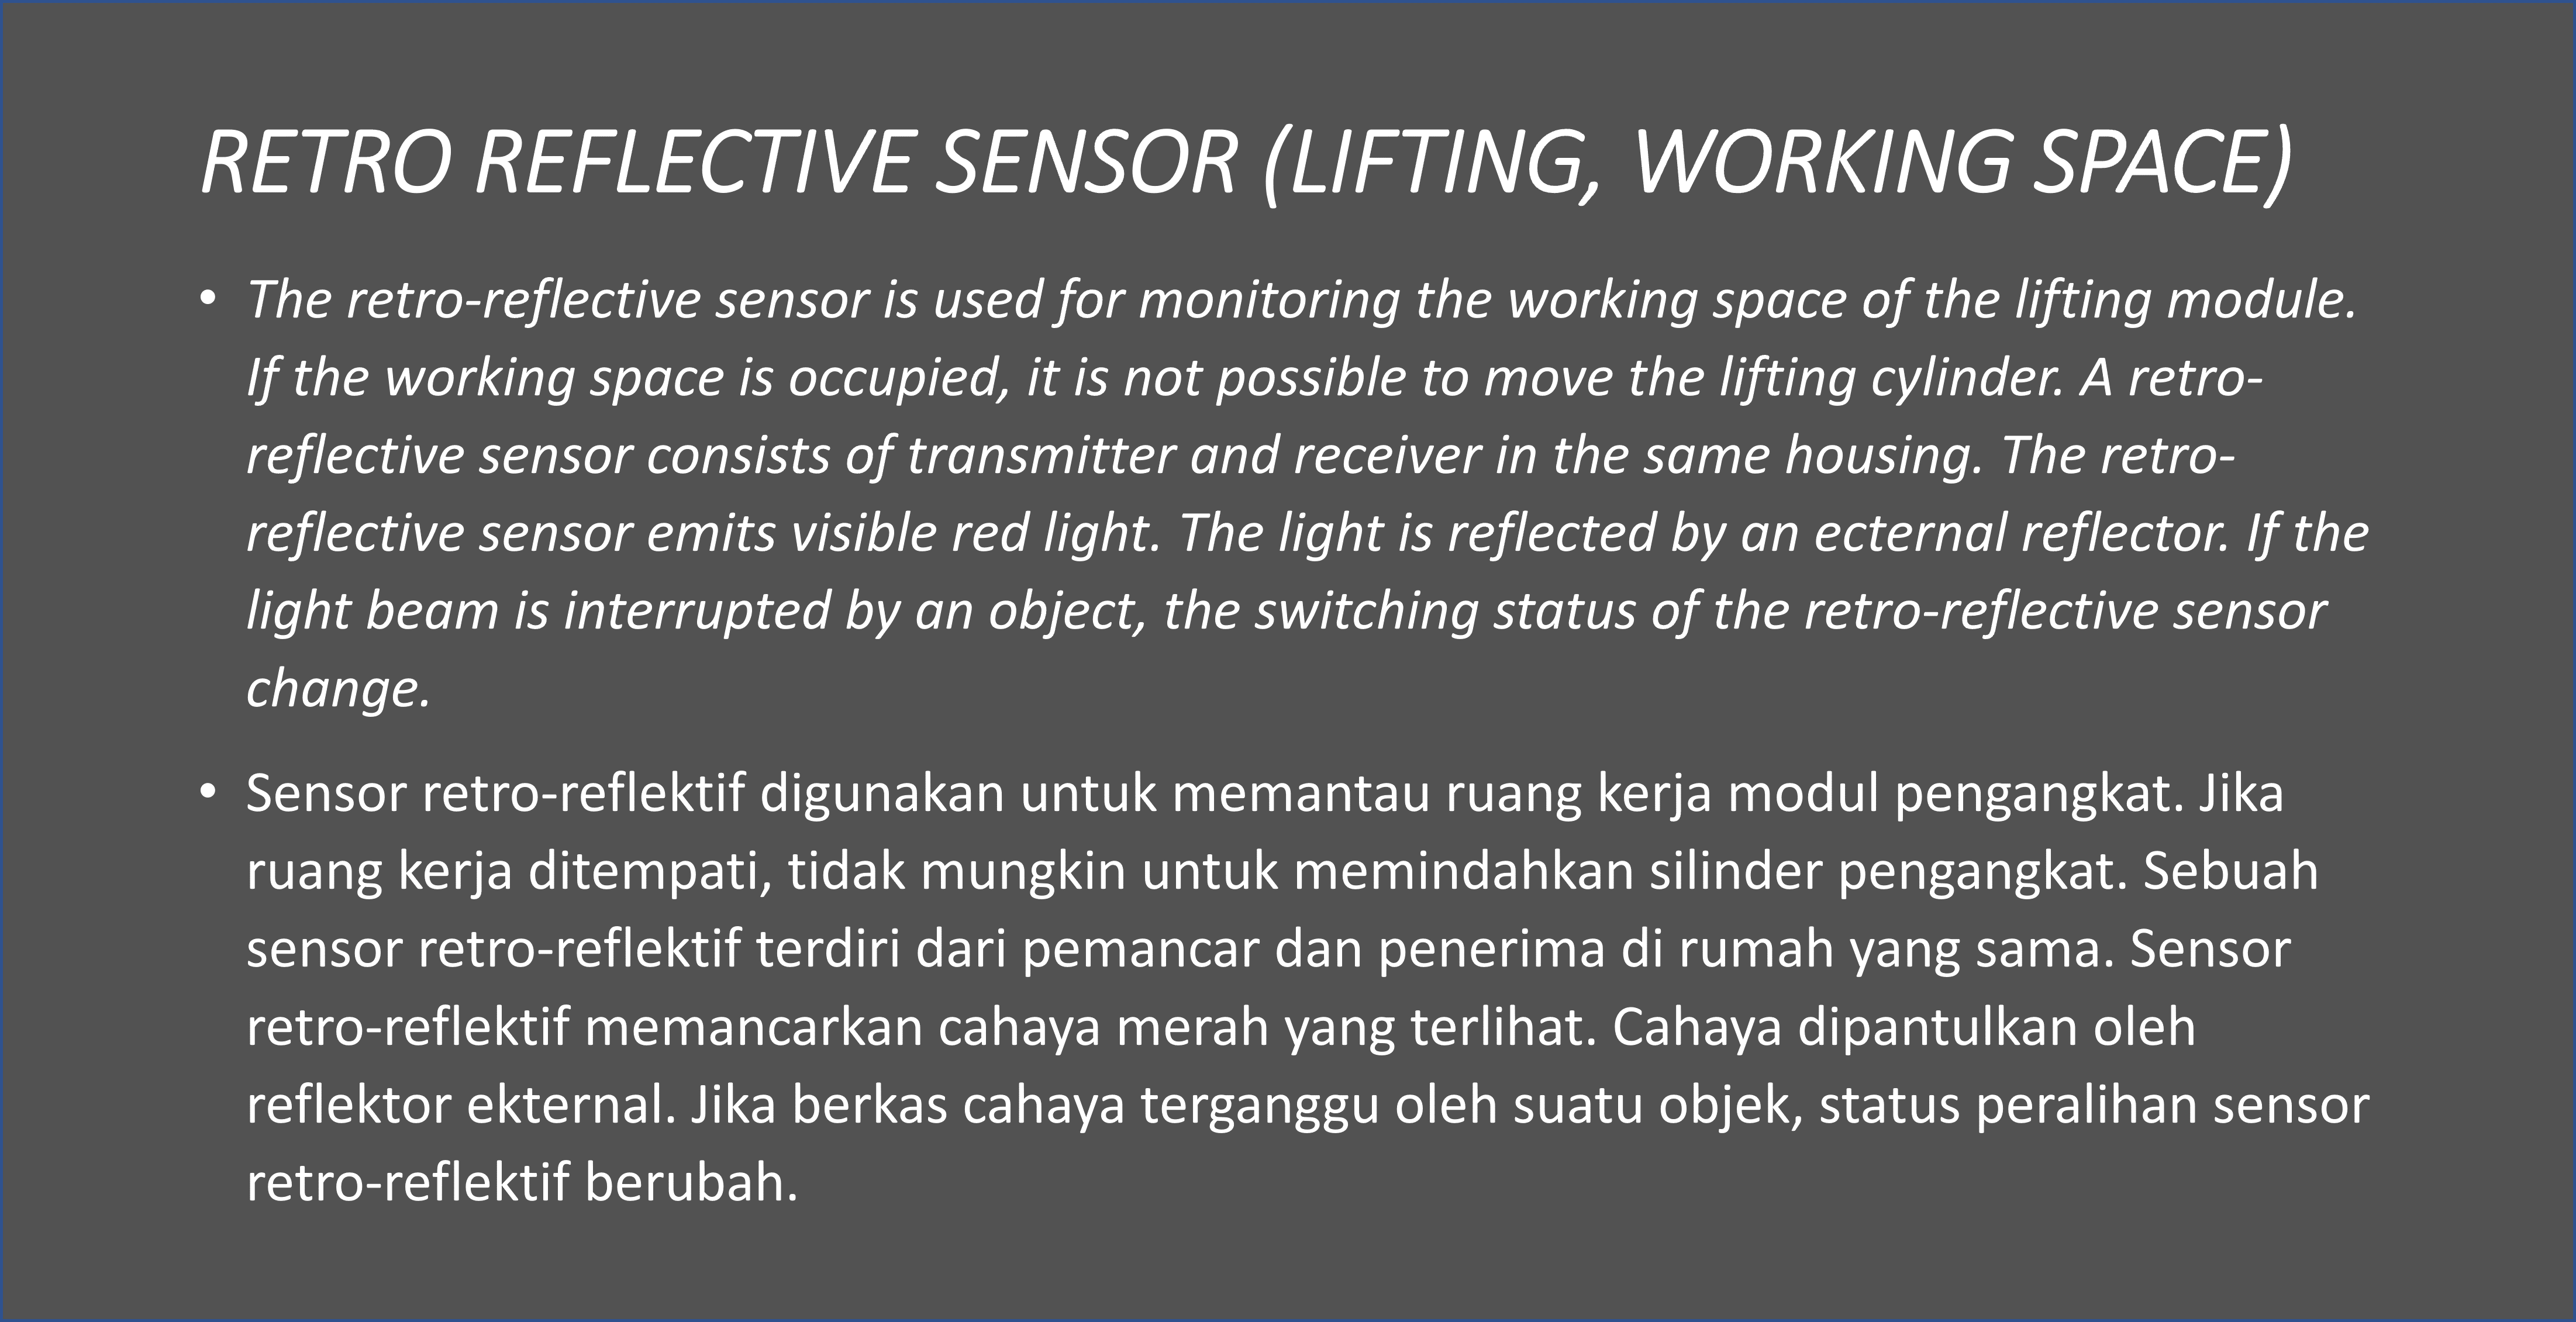 RETRO REFLECTIVE SENSOR (LIFTING, WORKING SPACE)
• The retro-reflective sensor is used for monitoring the working space of the lifting module.
If the working space is occupied, it is not possible to move the lifting cylinder. A retro-
reflective sensor consists of transmitter and receiver in the same housing. The retro-
reflective sensor emits visible red light. The light is reflected by an ecternal reflector. If the
light beam is interrupted by an object, the switching status of the retro-reflective sensor
change.
• Sensor retro-reflektif digunakan untuk memantau ruang kerja modul pengangkat. Jika
ruang kerja ditempati, tidak mungkin untuk memindahkan silinder pengangkat. Sebuah
sensor retro-reflektif terdiri dari pemancar dan penerima di rumah yang sama. Sensor
retro-reflektif memancarkan cahaya merah yang terlihat. Cahaya dipantulkan oleh
reflektor ekternal. Jika berkas cahaya terganggu oleh suatu objek, status peralihan sensor
retro-reflektif berubah.